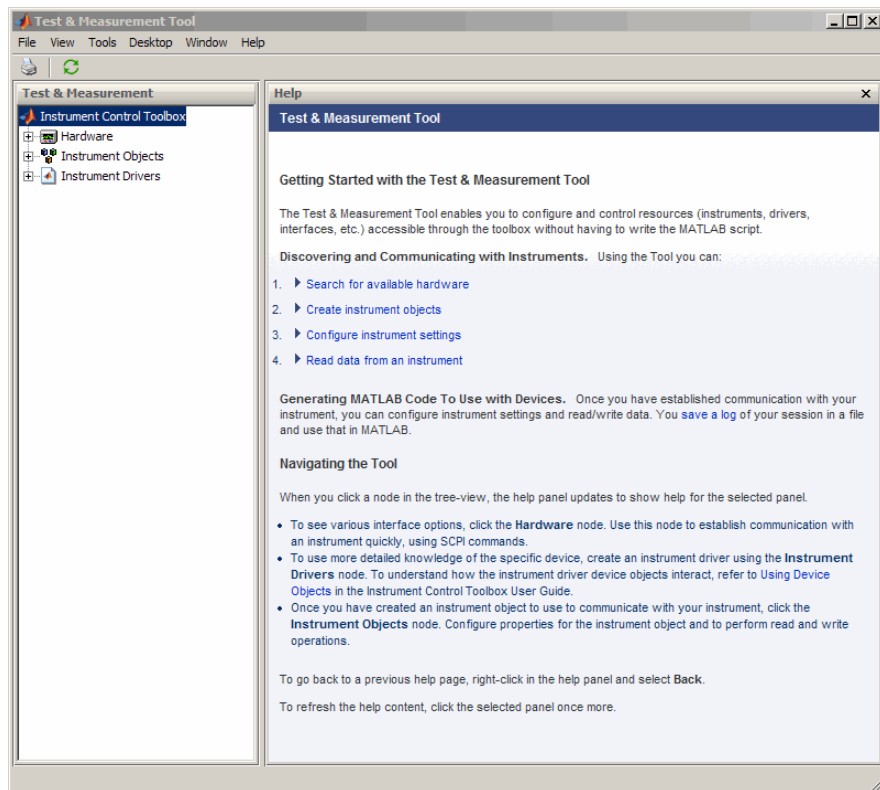 Test & Measurement Tool
File View Tools Desktop Window Help
Test & Measurement
Instrument Control Toolbox
Hardware
Instrument Objects
Instrument Drivers
Help
Test & Measurement Tool
Getting Started with the Test & Measurement Tool
The Test & Measurement Tool enables you to configure and control resources (instruments, drivers,
interfaces, etc.) accessible through the toolbox without having to write the MATLAB script.
Discovering and Communicating with Instruments. Using the Tool you can:
1. Search for available hardware
2. Create instrument objects
3. Configure instrument settings
4. Read data from an instrument
Generating MATLAB Code To Use with Devices. Once you have established communication with your
instrument, you can configure instrument settings and read/write data. You save a log of your session in a file
and use that in MATLAB.
Navigating the Tool
When you click a node in the tree-view, the help panel updates to show help for the selected panel.
• To see various interface options, click the Hardware node. Use this node to establish communication with
an instrument quickly, using SCPI commands.
• To use more detailed knowledge of the specific device, create an instrument driver using the Instrument
Drivers node. To understand how the instrument driver device objects interact, refer to Using Device
Objects in the Instrument Control Toolbox User Guide.
• Once you have created an instrument object to use to communicate with your instrument, click the
Instrument Objects node. Configure properties for the instrument object and to perform read and write
operations.
To go back to a previous help page, right-click in the help panel and select Back.
To refresh the help content, click the selected panel once more.